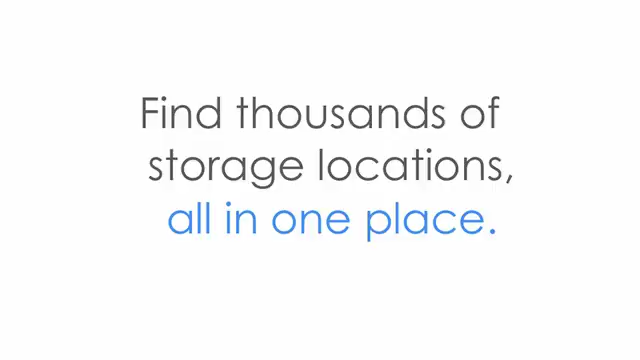 Find thousands of
storage locations,
all in one place.